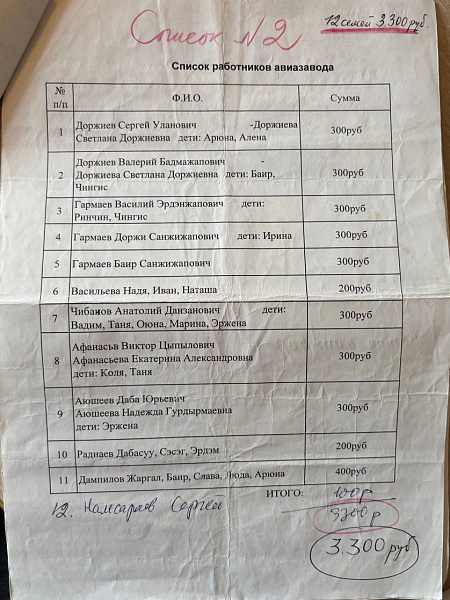 Список N2
12 семей 3.300 руб.
Список работников авиазавода
№ п/п Ф.И.О. Сумма
1 Доржиев Сергей Уланович -Доржиева 300руб
Светлана Доржиевна дети: Арюна, Алена
2 Доржиев Валерий Бадмажапович - 300руб
Доржиева Светлана Доржиевна дети: Баир,
Чингис
3 Гармаев Василий Эрдэнжапович дети: 300руб
Ринчин, Чингис
4 Гармаев Доржи Санжижапович дети: Ирина 300руб
5 Гармаев Баир Санжижапович 300руб
6 Васильева Надя, Иван, Наташа 200руб
7 Чибанов Анатолий Данзанович дети: 300руб
Вадим, Таня, Оюна, Марина, Эржена
8 Афанасьв Виктор Цыпылович 300руб
Афанасьева Екатерина Александровна
дети: Коля, Таня
9 Аюшеев Даба Юрьевич 300руб
Аюшеева Надежда Гурдырмаевна
дети: Эржена
10 Раднаев Дабасуу, Сэсэг, Эрдэм 200руб
11 Дампилов Жаргал, Баир, Слава, Люда, Арюна 400руб
ИТОГО: 100р
12. Намсараев Сергей
3200 р
3.300 руб